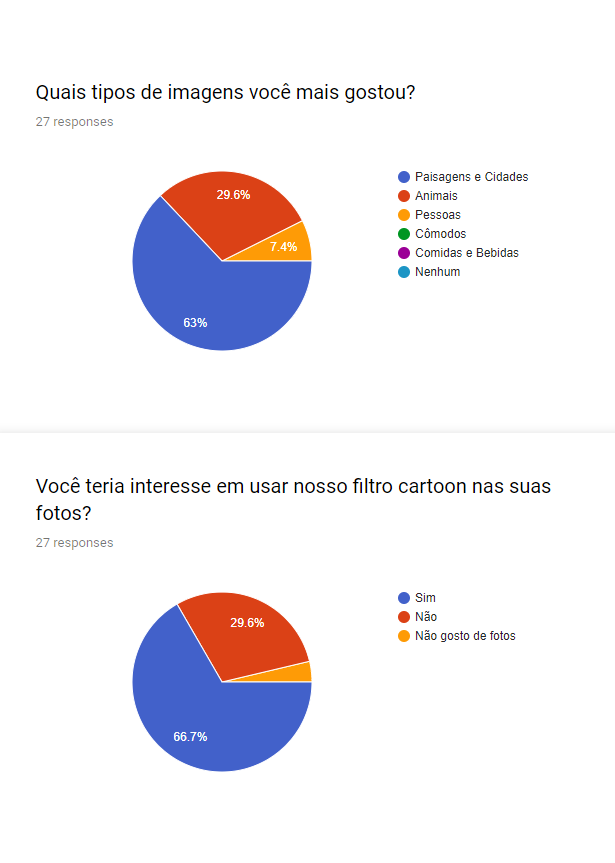 Quais tipos de imagens você mais gostou?
27 responses
29.6%
7.4%
63%
Paisagens e Cidades
Animais
Pessoas
Cômodos
Comidas e Bebidas
Nenhum
Você teria interesse em usar nosso filtro cartoon nas suas
fotos?
27 responses
29.6%
66.7%
Sim
Não
Não gosto de fotos